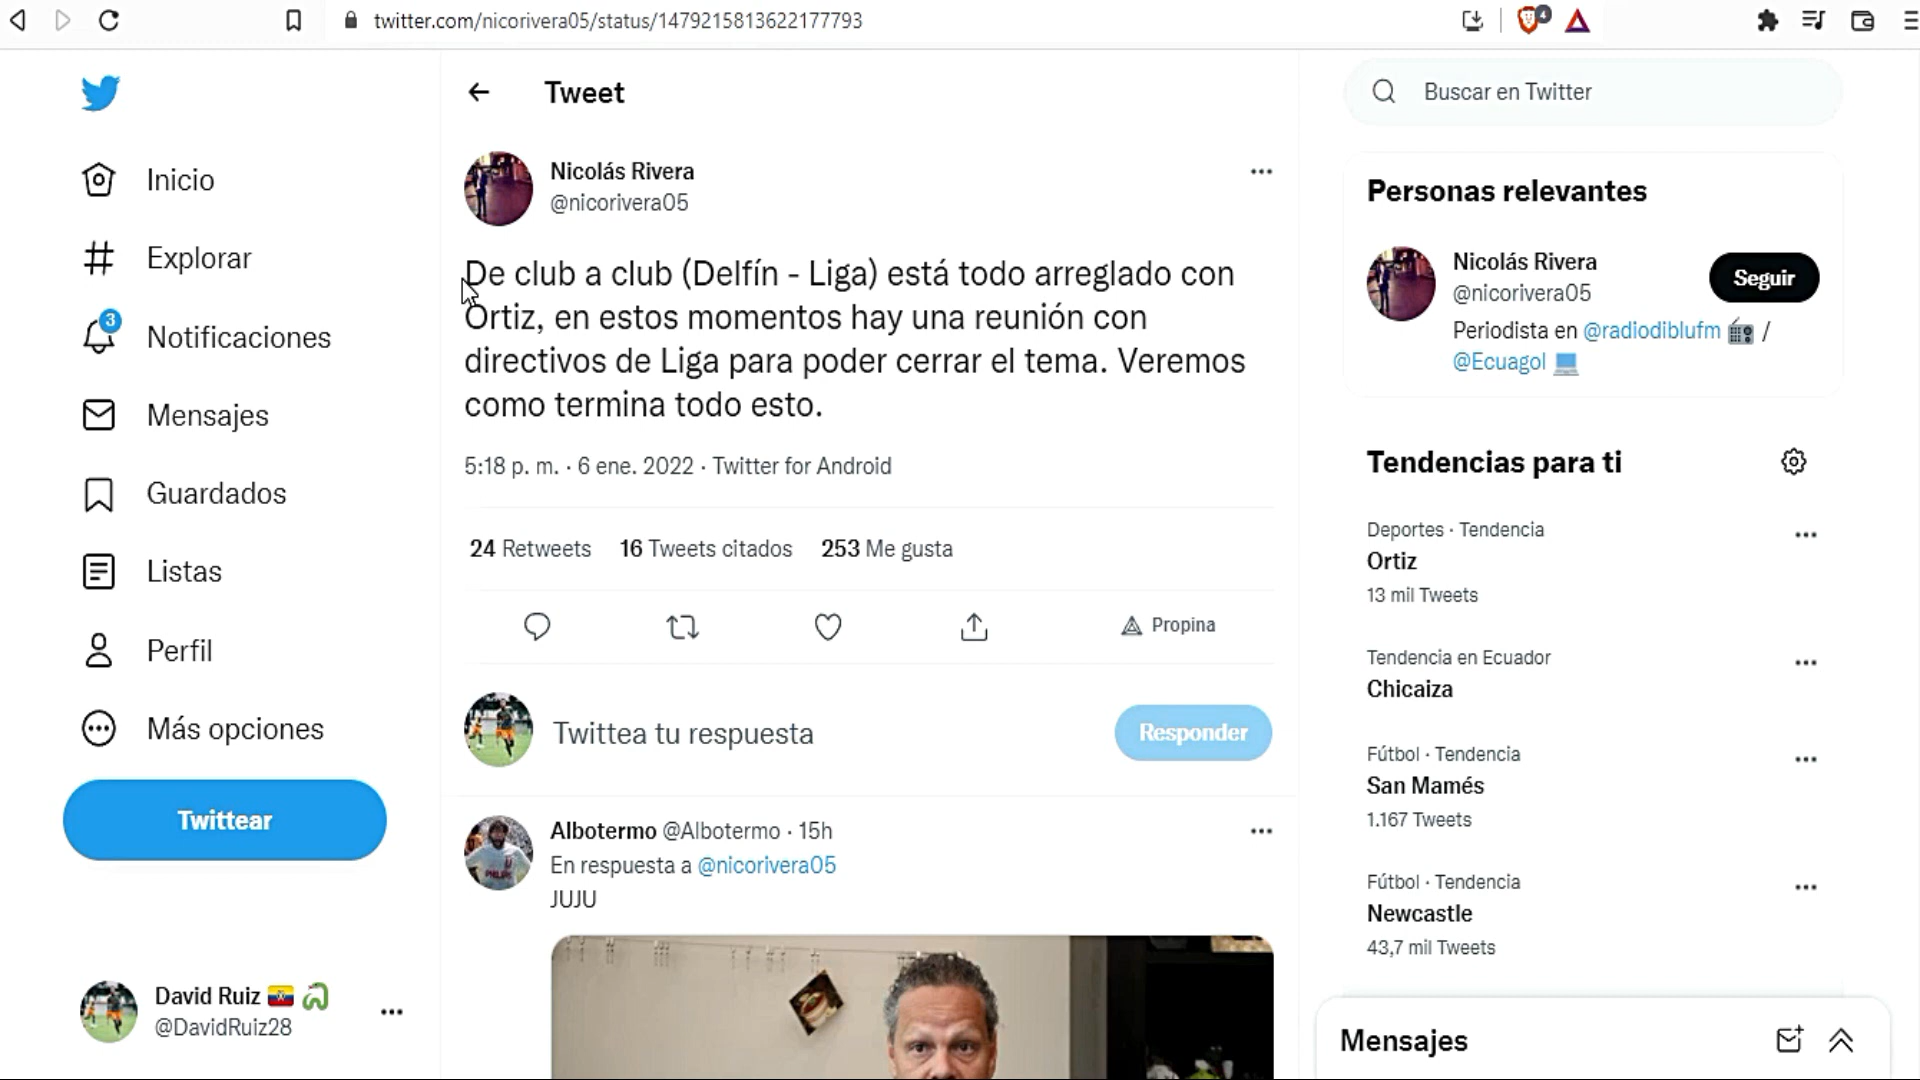 twitter.com/nicorivera05/status/1479215813622177793
4
Inicio
Explorar
3
Notificaciones
Mensajes
Guardados
Listas
Perfil
Más opciones
Twittear
David Ruiz
@DavidRuiz28
Tweet
Nicolás Rivera
@nicorivera05
De club a club (Delfín - Liga) está todo arreglado con
Ortiz, en estos momentos hay una reunión con
directivos de Liga para poder cerrar el tema. Veremos
como termina todo esto.
5:18 p. m. · 6 ene. 2022 · Twitter for Android
24 Retweets 16 Tweets citados 253 Me gusta
Propina
Twittea tu respuesta
Responder
Albotermo @Albotermo · 15h
En respuesta a @nicorivera05
JUJU
Buscar en Twitter
Personas relevantes
Nicolás Rivera
@nicorivera05
Seguir
Periodista en @radiodiblufm /
@Ecuagol
Tendencias para ti
Deportes · Tendencia
Ortiz
13 mil Tweets
Tendencia en Ecuador
Chicaiza
Fútbol · Tendencia
San Mamés
1.167 Tweets
Fútbol · Tendencia
Newcastle
43,7 mil Tweets
Mensajes